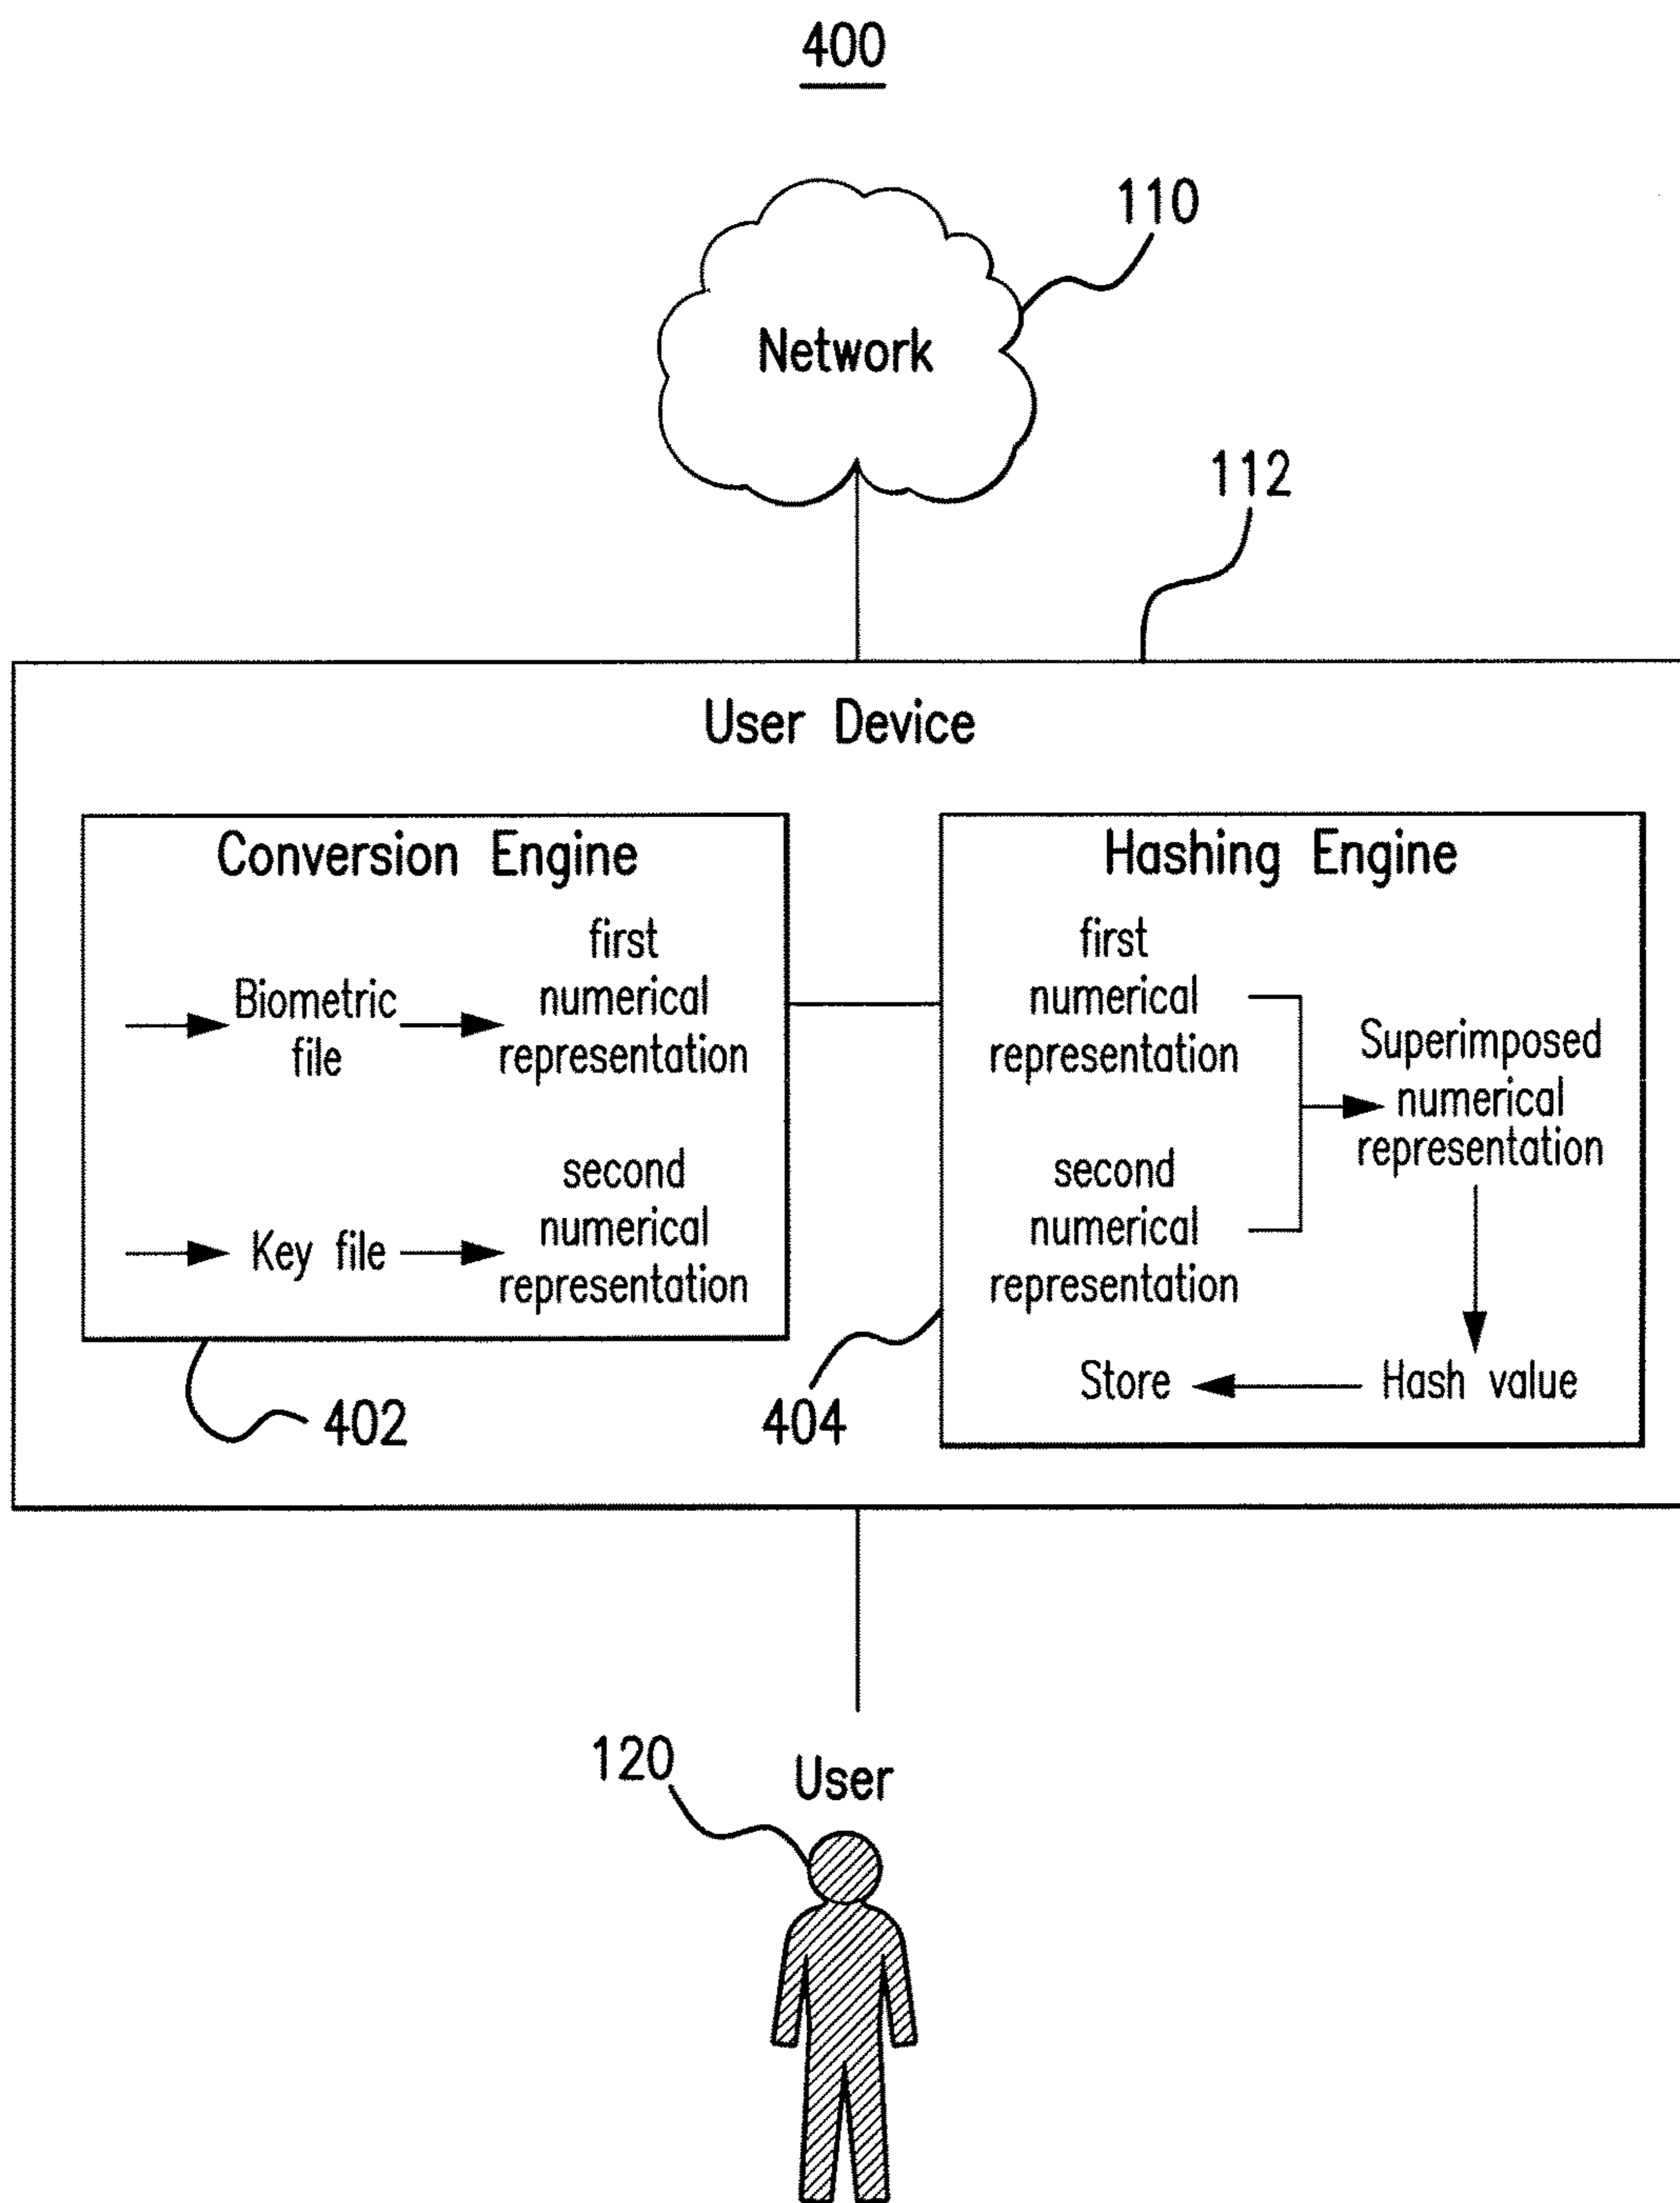 400
110
Network
112
User Device
Conversion Engine
Biometric
file
first
numerical
representation
Key file
second
numerical
representation
402
Hashing Engine
first
numerical
representation
second
numerical
representation
Superimposed
numerical
representation
Hash value
Store
404
120
User